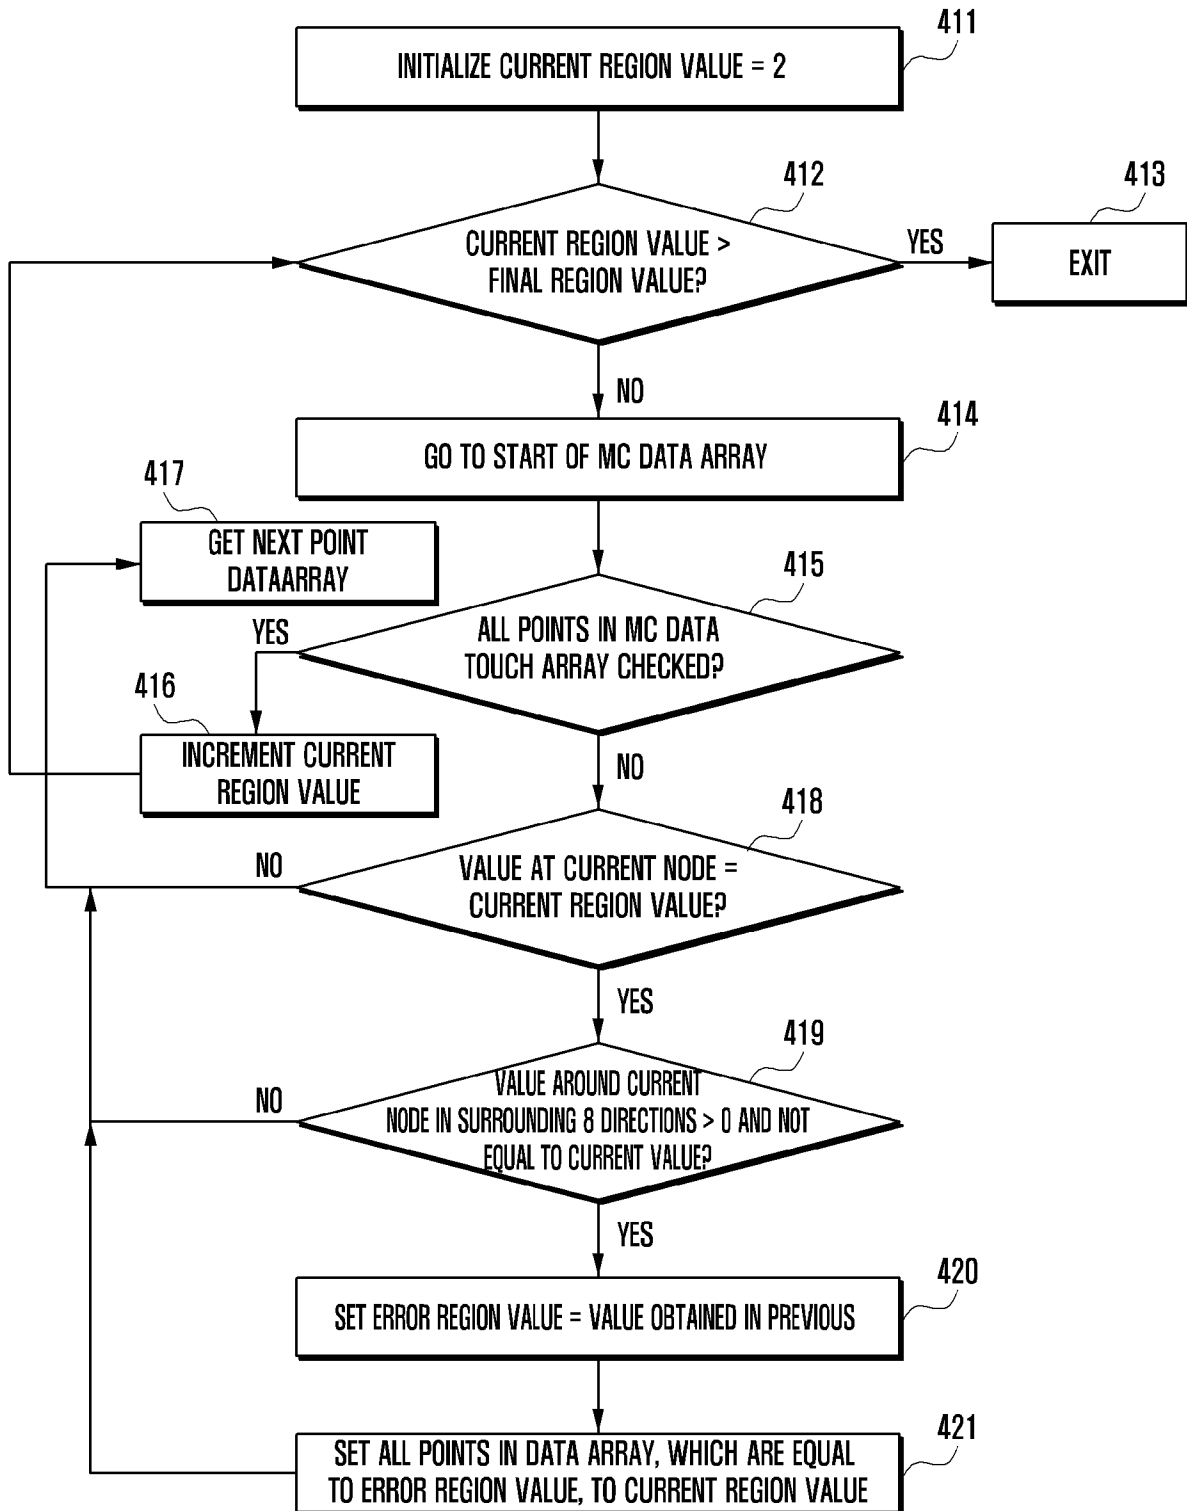 411
INITIALIZE CURRENT REGION VALUE = 2
412
413
CURRENT REGION VALUE >
FINAL REGION VALUE?
YES
EXIT
NO
414
GO TO START OF MC DATA ARRAY
417
GET NEXT POINT
DATAARRAY
415
YES
ALL POINTS IN MC DATA
TOUCH ARRAY CHECKED?
416
INCREMENT CURRENT
REGION VALUE
NO
418
NO
VALUE AT CURRENT NODE =
CURRENT REGION VALUE?
YES
419
NO
VALUE AROUND CURRENT
NODE IN SURROUNDING 8 DIRECTIONS > 0 AND NOT
EQUAL TO CURRENT VALUE?
YES
420
SET ERROR REGION VALUE = VALUE OBTAINED IN PREVIOUS
421
SET ALL POINTS IN DATA ARRAY, WHICH ARE EQUAL
TO ERROR REGION VALUE, TO CURRENT REGION VALUE